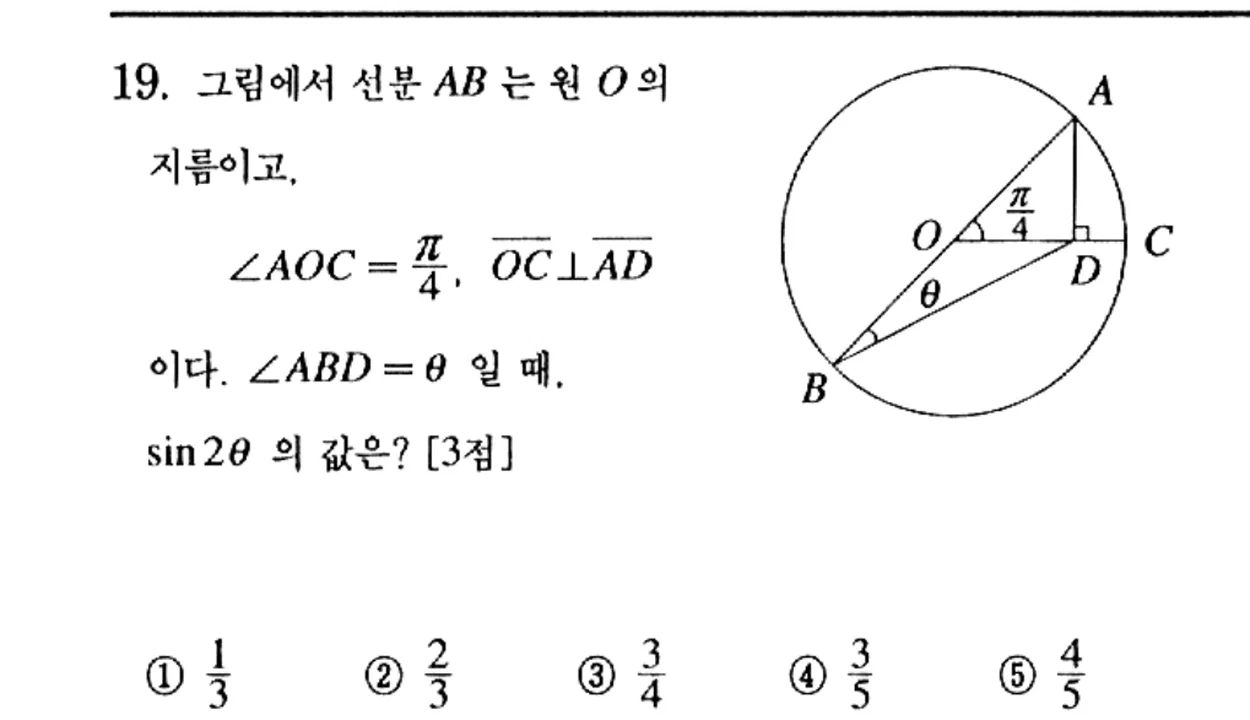 19. 그림에서 선분 AB 는 원 O 의
지름이고,
∠AOC = π/4, OC⊥AD
이다. ∠ABD = θ 일 때,
sin2θ 의 값은? [3점]
A
π/4
O
C
D
θ
B
① 1/3 ② 2/3 ③ 3/4 ④ 3/5 ⑤ 4/5